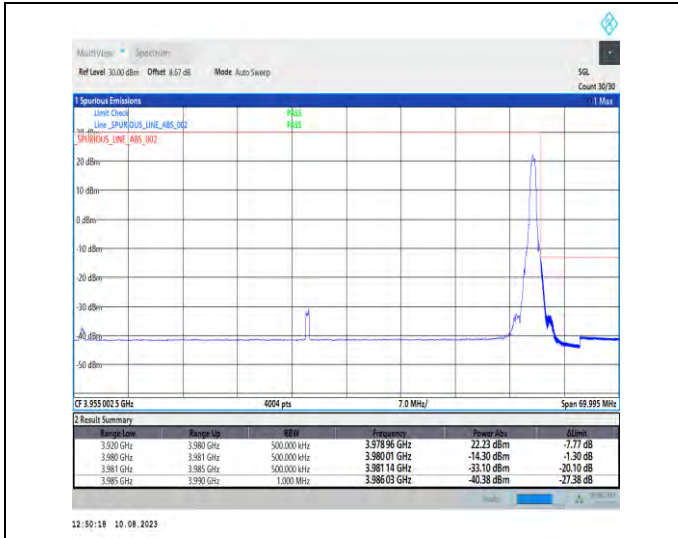 MultiView Spectrum
Ref Level 30.00 dBm Offset 8.67 dB Mode Auto Sweep SGL
Count 30/30
1 Spurious Emissions 1 Max
Limit Check PASS
Line _SPURIOUS_LINE_ABS_002 PASS
_SPURIOUS_LINE_ABS_002
20 dBm
10 dBm
0 dBm
-10 dBm
-20 dBm
-30 dBm
-40 dBm
-50 dBm
CF 3.955 002 5 GHz 4004 pts 7.0 MHz/ Span 69.995 MHz
2 Result Summary
Range Low Range Up RBW Frequency Power Abs ΔLimit
3.920 GHz 3.980 GHz 500.000 kHz 3.978 96 GHz 22.23 dBm -7.77 dB
3.980 GHz 3.981 GHz 500.000 kHz 3.980 01 GHz -14.30 dBm -1.30 dB
3.981 GHz 3.985 GHz 500.000 kHz 3.981 14 GHz -33.10 dBm -20.10 dB
3.985 GHz 3.990 GHz 1.000 MHz 3.986 03 GHz -40.38 dBm -27.38 dB
12:50:18 10.08.2023